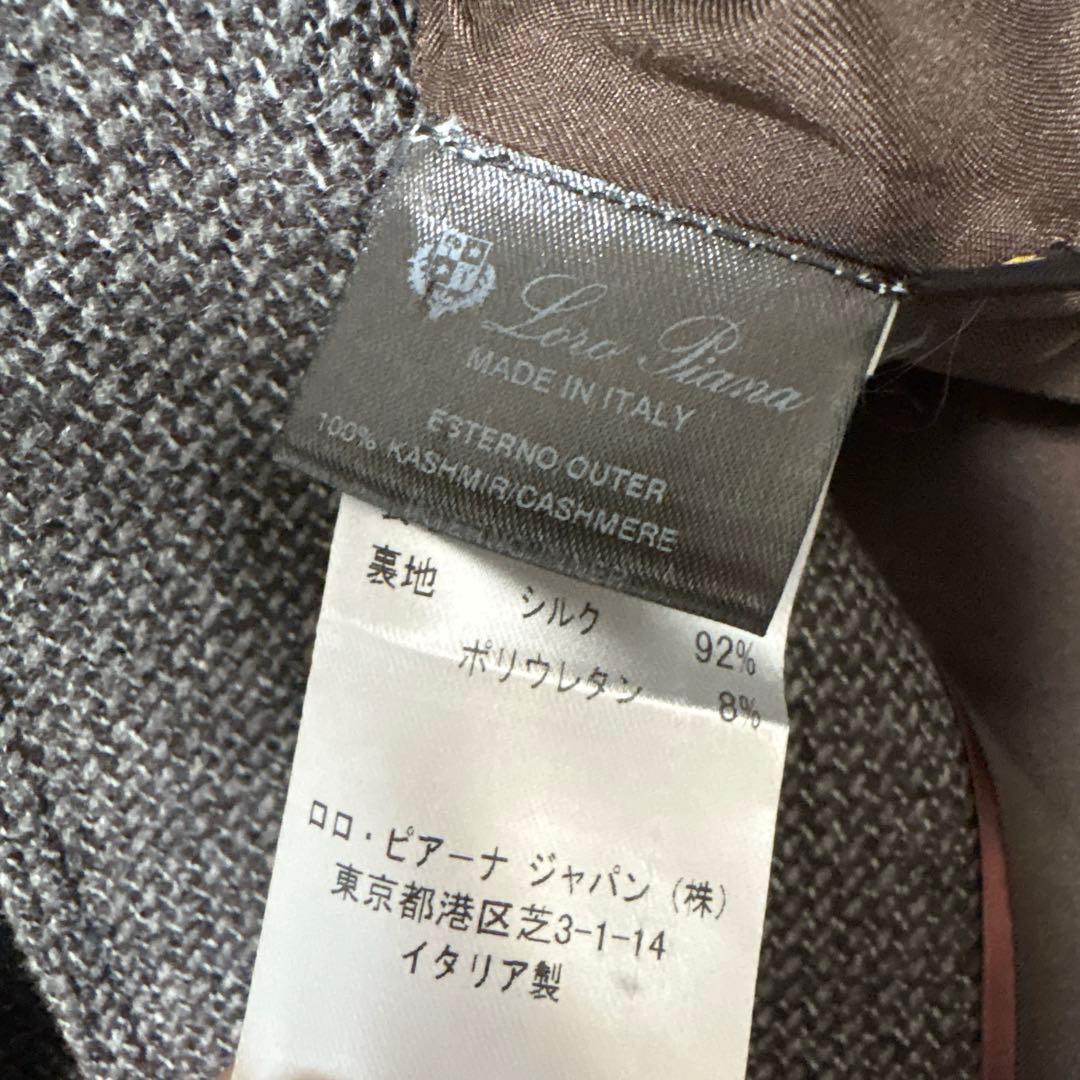 Loro Piana
MADE IN ITALY
ESTERNO OUTER
100% KASHMIR/CASHMERE
裏地 シルク 92%
ポリウレタン 8%
ロロ・ピアーナ ジャパン（株）
東京都港区芝3-1-14
イタリア製